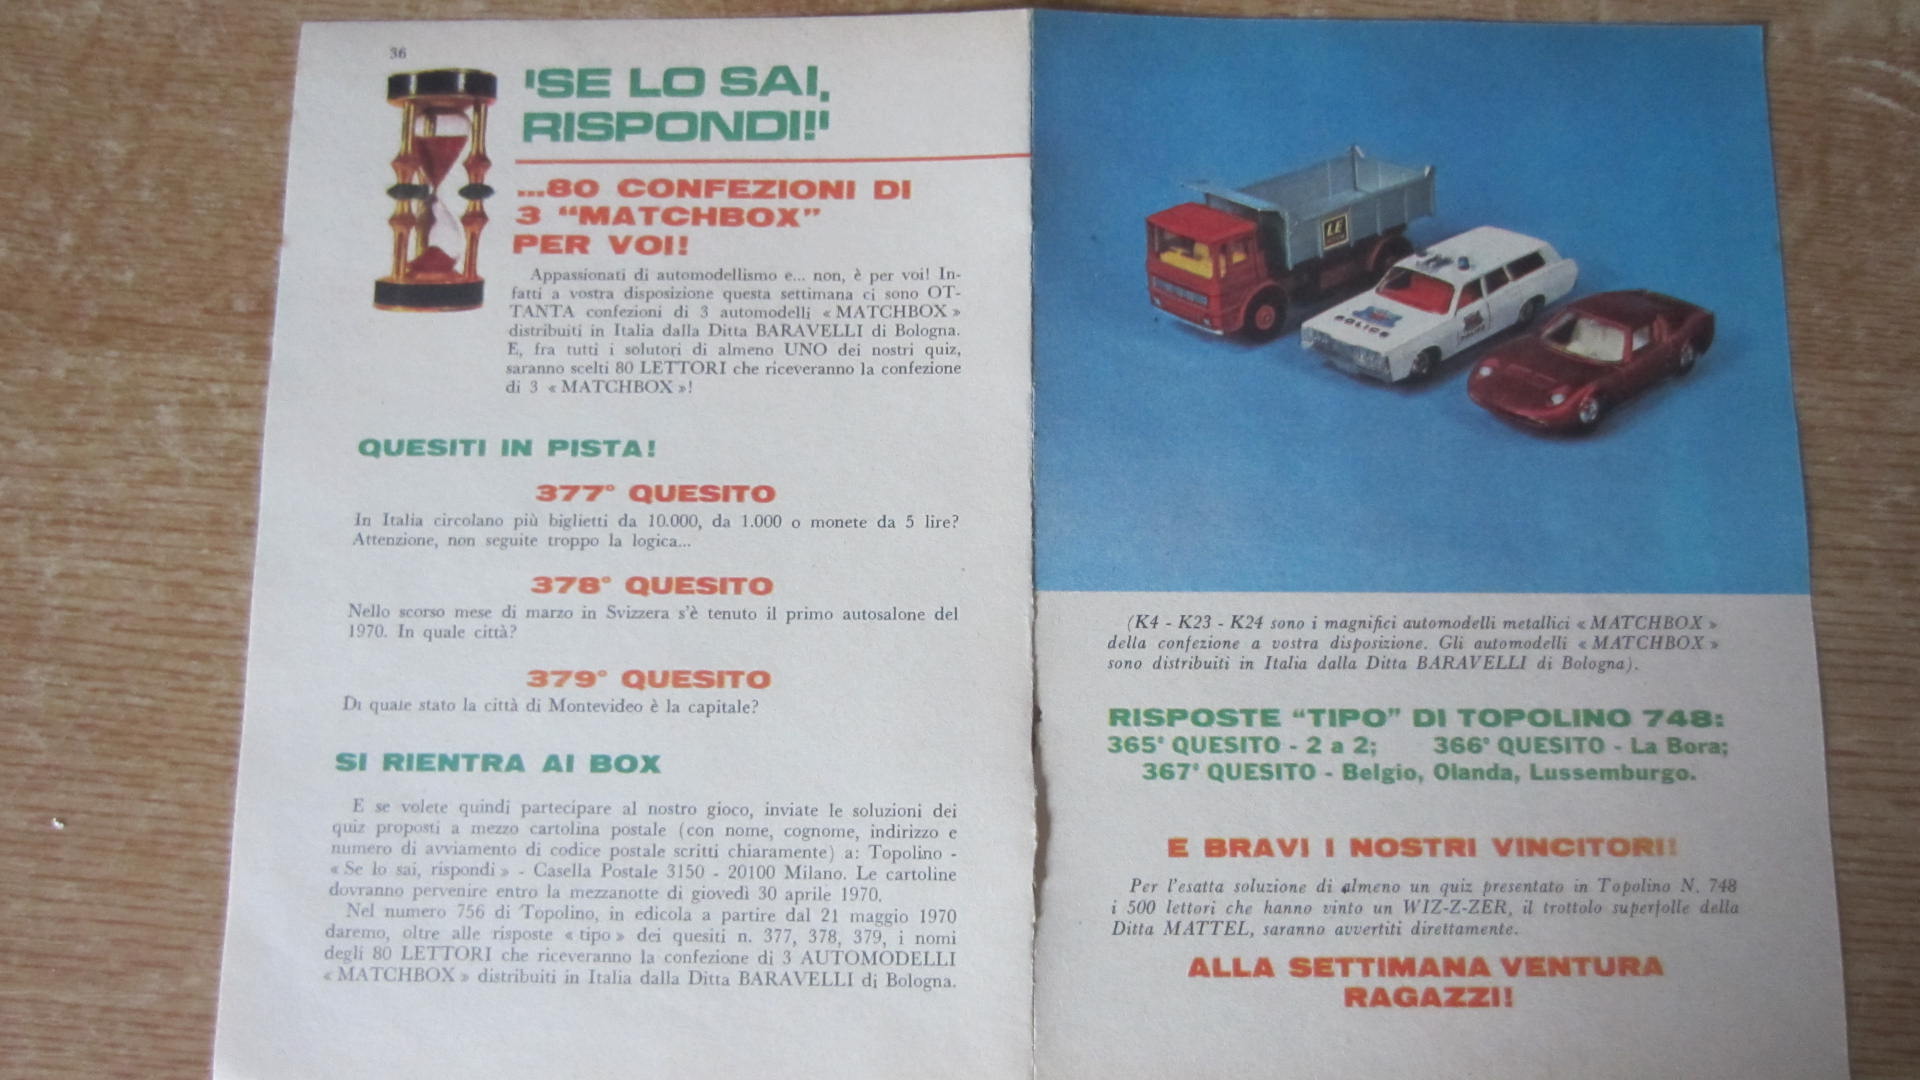 36
'SE LO SAI,
RISPONDI!'
...80 CONFEZIONI DI
3 "MATCHBOX"
PER VOI!
Appassionati di automodellismo e... non, è per voi! In-
fatti a vostra disposizione questa settimana ci sono OT-
TANTA confezioni di 3 automodelli « MATCHBOX »
distribuiti in Italia dalla Ditta BARAVELLI di Bologna.
E, fra tutti i solutori di almeno UNO dei nostri quiz,
saranno scelti 80 LETTORI che riceveranno la confezione
di 3 « MATCHBOX »!
QUESITI IN PISTA!
377° QUESITO
In Italia circolano più biglietti da 10.000, da 1.000 o monete da 5 lire?
Attenzione, non seguite troppo la logica...
378° QUESITO
Nello scorso mese di marzo in Svizzera s'è tenuto il primo autosalone del
1970. In quale città?
379° QUESITO
Di quale stato la città di Montevideo è la capitale?
SI RIENTRA AI BOX
E se volete quindi partecipare al nostro gioco, inviate le soluzioni dei
quiz proposti a mezzo cartolina postale (con nome, cognome, indirizzo e
numero di avviamento di codice postale scritti chiaramente) a: Topolino -
« Se lo sai, rispondi » - Casella Postale 3150 - 20100 Milano. Le cartoline
dovranno pervenire entro la mezzanotte di giovedì 30 aprile 1970.
Nel numero 756 di Topolino, in edicola a partire dal 21 maggio 1970
daremo, oltre alle risposte « tipo » dei quesiti n. 377, 378, 379, i nomi
degli 80 LETTORI che riceveranno la confezione di 3 AUTOMODELLI
« MATCHBOX » distribuiti in Italia dalla Ditta BARAVELLI di Bologna.
LE
POLICE
(K4 - K23 - K24 sono i magnifici automodelli metallici « MATCHBOX »
della confezione a vostra disposizione. Gli automodelli « MATCHBOX »
sono distribuiti in Italia dalla Ditta BARAVELLI di Bologna).
RISPOSTE "TIPO" DI TOPOLINO 748:
365° QUESITO - 2 a 2; 366° QUESITO - La Bora;
367° QUESITO - Belgio, Olanda, Lussemburgo.
E BRAVI I NOSTRI VINCITORI!
Per l'esatta soluzione di almeno un quiz presentato in Topolino N. 748
i 500 lettori che hanno vinto un WIZ-Z-ZER, il trottolo superfolle della
Ditta MATTEL, saranno avvertiti direttamente.
ALLA SETTIMANA VENTURA
RAGAZZI!